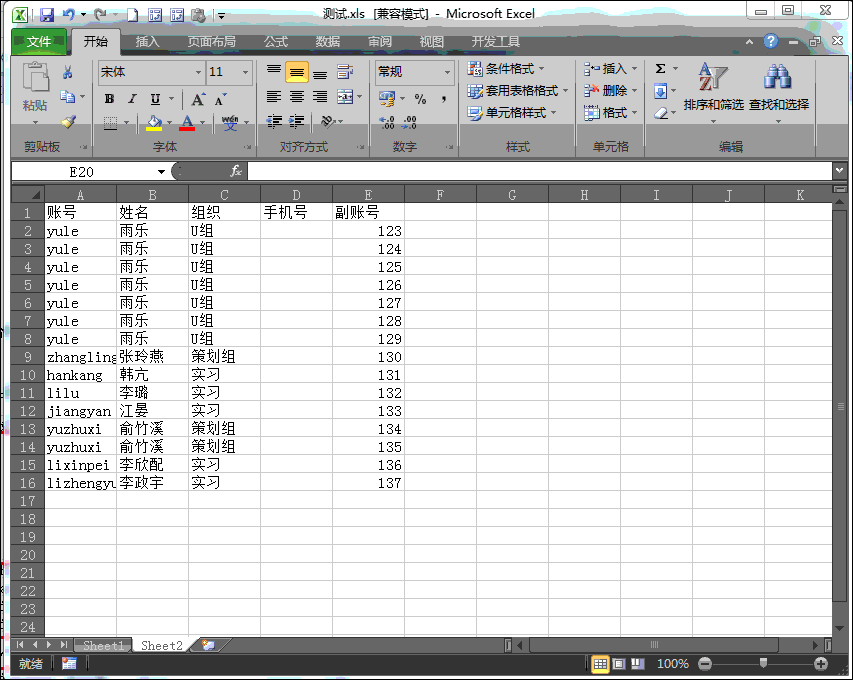 测试.xls [兼容模式] - Microsoft Excel
文件 开始 插入 页面布局 公式 数据 审阅 视图 开发工具
宋体 11 常规 条件格式 插入 Σ
粘贴 B I U A A % , 套用表格格式 删除 排序和筛选 查找和选择
A wén 文 .00 .00 单元格样式 格式
剪贴板 字体 对齐方式 数字 样式 单元格 编辑
E20 fx
A B C D E F G H I J K
1 账号 姓名 组织 手机号 副账号
2 yule 雨乐 U组 123
3 yule 雨乐 U组 124
4 yule 雨乐 U组 125
5 yule 雨乐 U组 126
6 yule 雨乐 U组 127
7 yule 雨乐 U组 128
8 yule 雨乐 U组 129
9 zhangling 张玲燕 策划组 130
10 hankang 韩亢 实习 131
11 lilu 李璐 实习 132
12 jiangyan 江晏 实习 133
13 yuzhuxi 俞竹溪 策划组 134
14 yuzhuxi 俞竹溪 策划组 135
15 lixinpei 李欣配 实习 136
16 lizhengyu 李政宇 实习 137
17
18
19
20
21
22
23
24
Sheet1 Sheet2
就绪 100%